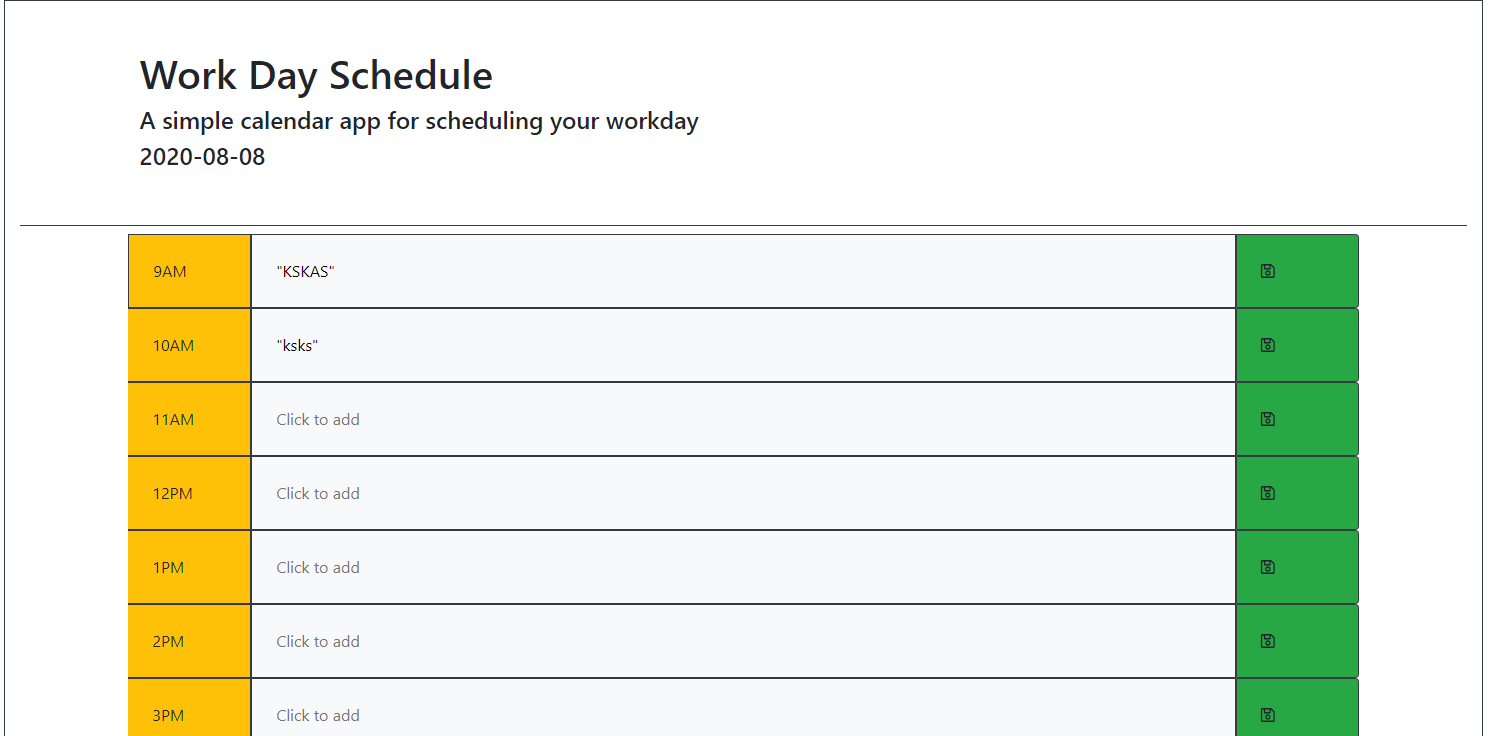 Work Day Schedule
A simple calendar app for scheduling your workday
2020-08-08
9AM "KSKAS"
10AM "ksks"
11AM Click to add
12PM Click to add
1PM Click to add
2PM Click to add
3PM Click to add